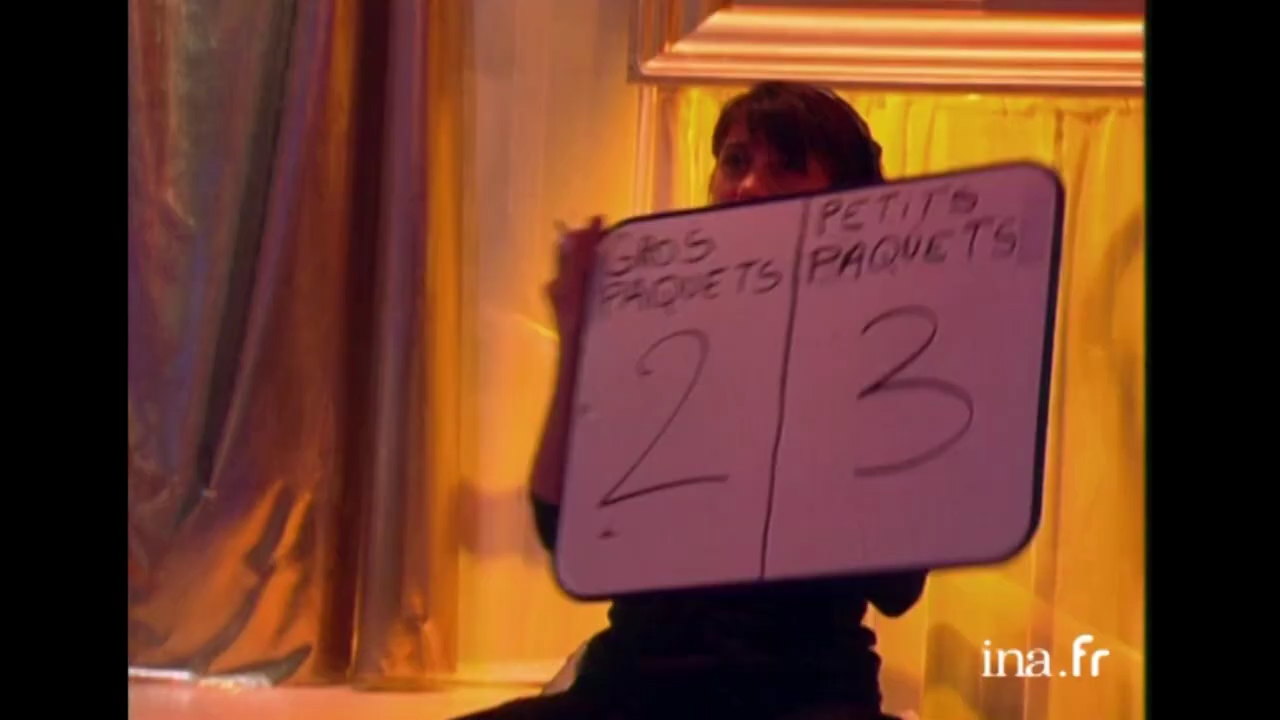 GROS
PAQUETS
2
PETITS
PAQUETS
3
ina.fr